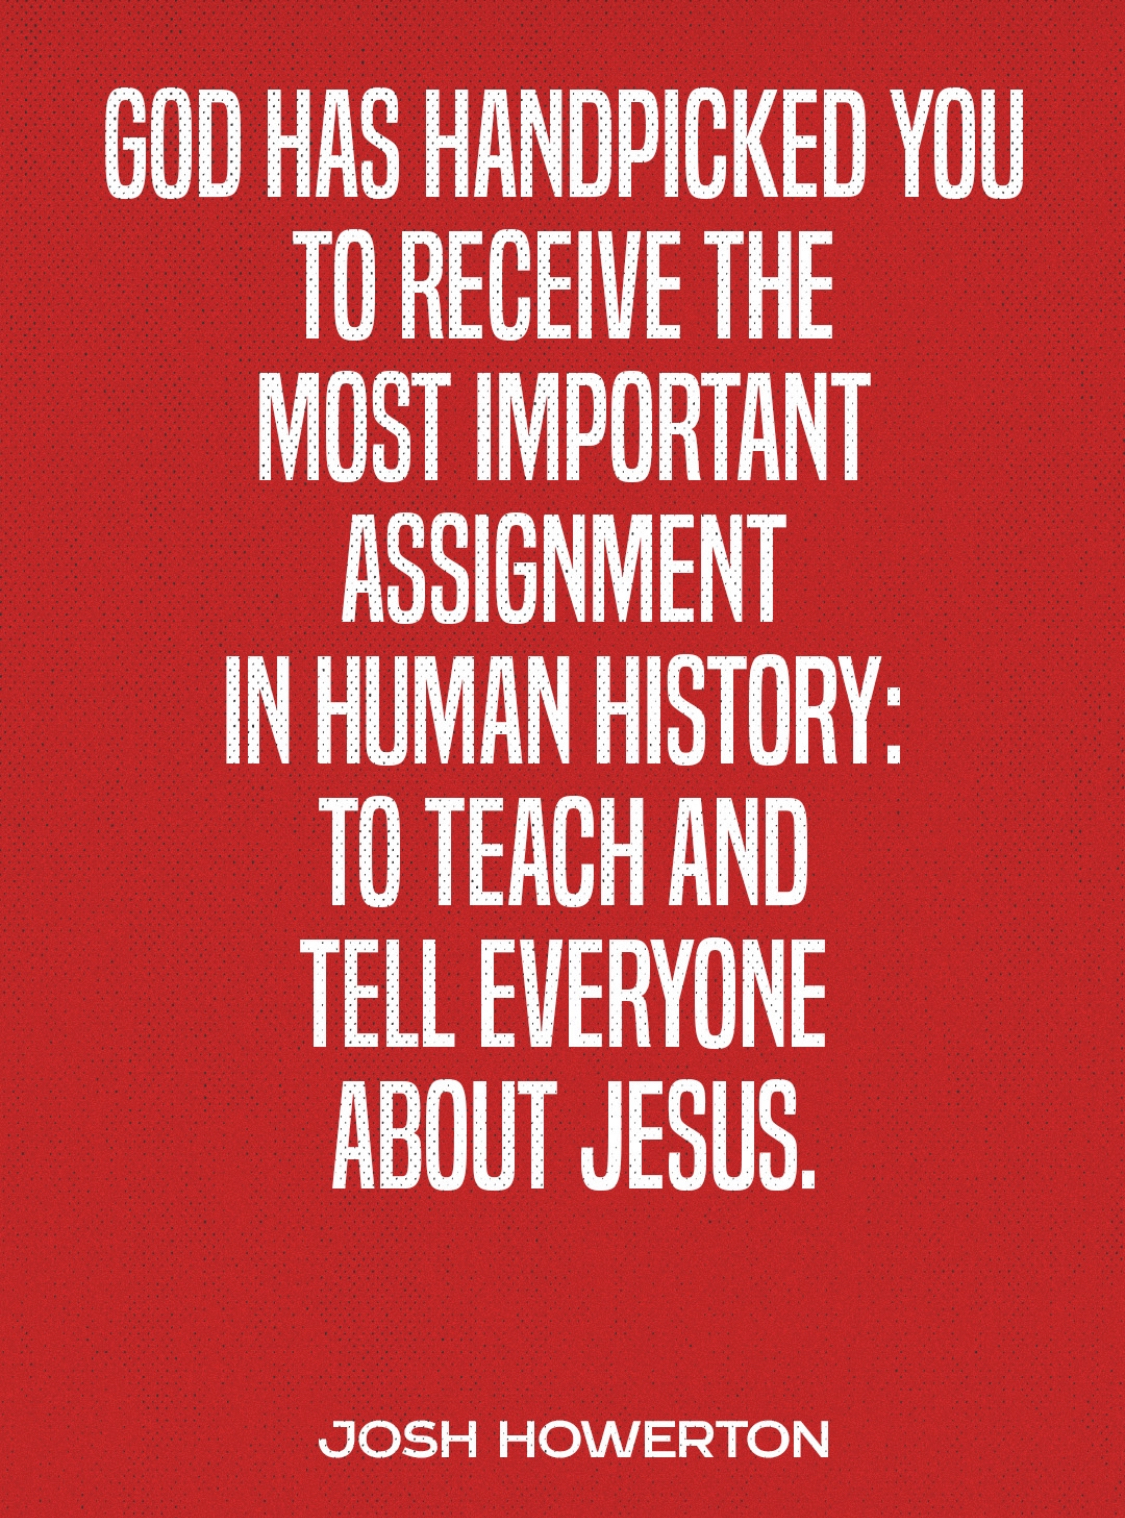 GOD HAS HANDPICKED YOU
TO RECEIVE THE
MOST IMPORTANT
ASSIGNMENT
IN HUMAN HISTORY:
TO TEACH AND
TELL EVERYONE
ABOUT JESUS.
JOSH HOWERTON